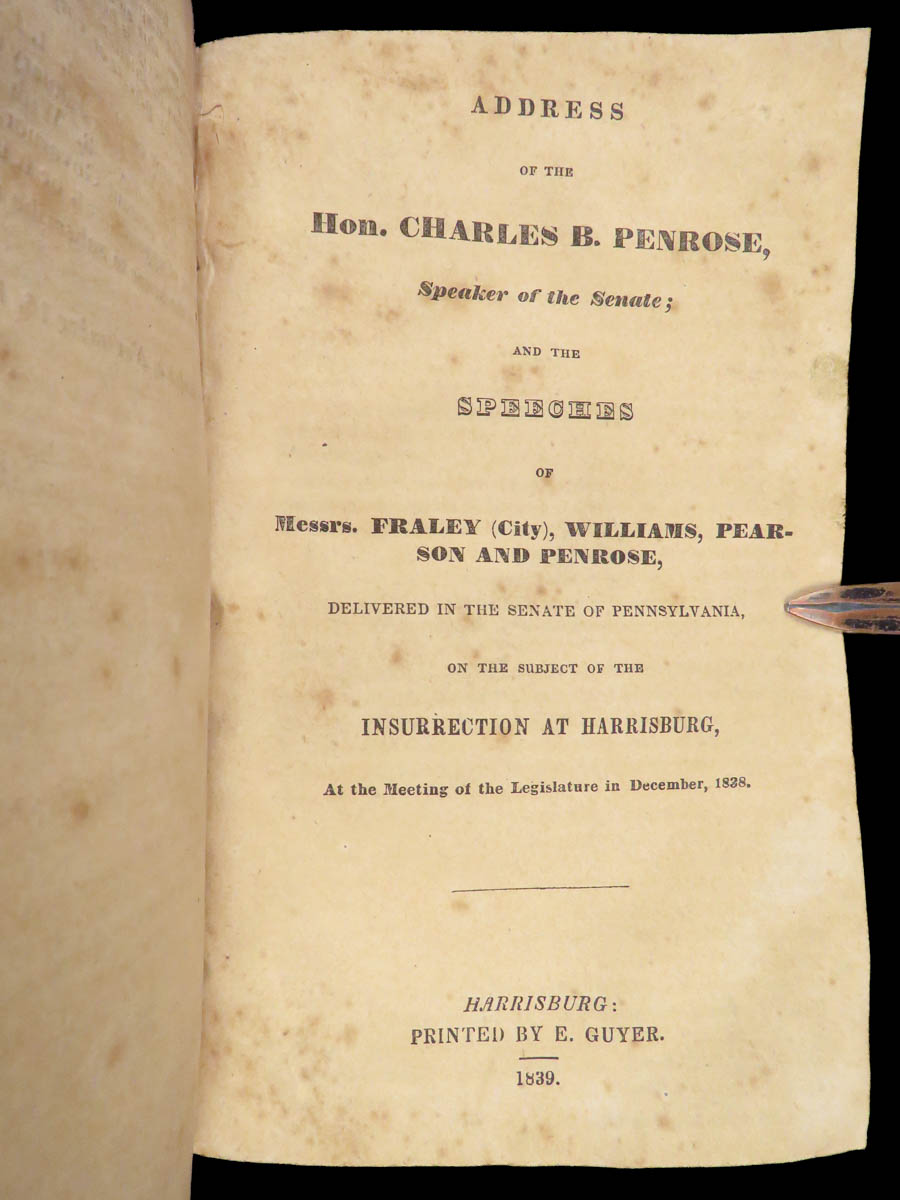 ADDRESS
OF THE
Hon. CHARLES B. PENROSE,
Speaker of the Senate;
AND THE
SPEECHES
OF
Messrs. FRALEY (City), WILLIAMS, PEAR-
SON AND PENROSE,
DELIVERED IN THE SENATE OF PENNSYLVANIA,
ON THE SUBJECT OF THE
INSURRECTION AT HARRISBURG,
At the Meeting of the Legislature in December, 1838.
HARRISBURG:
PRINTED BY E. GUYER.
1839.